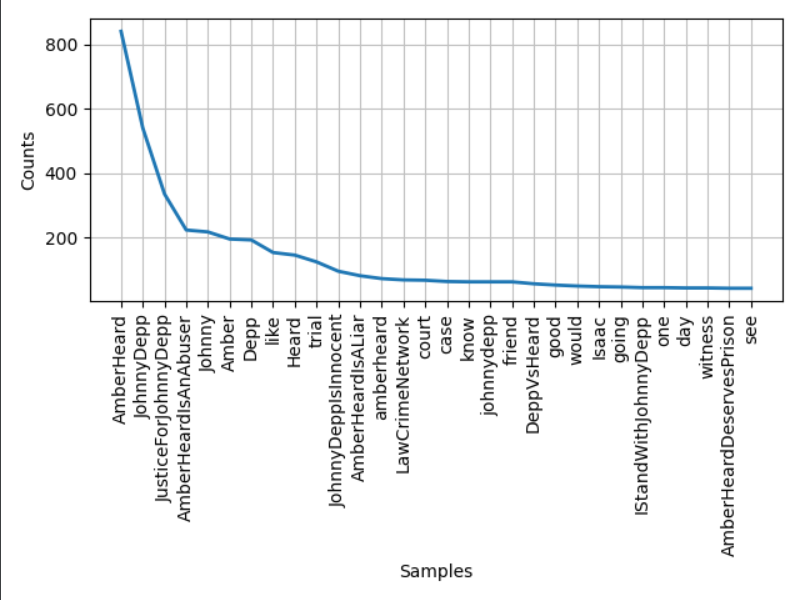 800
600
400
200
Counts
AmberHeard
JohnnyDepp
JusticeForJohnnyDepp
AmberHeardIsAnAbuser
Johnny
Amber
Depp
like
Heard
trial
JohnnyDeppIsInnocent
AmberHeardIsALiar
amberheard
LawCrimeNetwork
court
case
know
johnnydepp
friend
DeppVsHeard
good
would
Isaac
going
IStandWithJohnnyDepp
one
day
witness
AmberHeardDeservesPrison
see
Samples